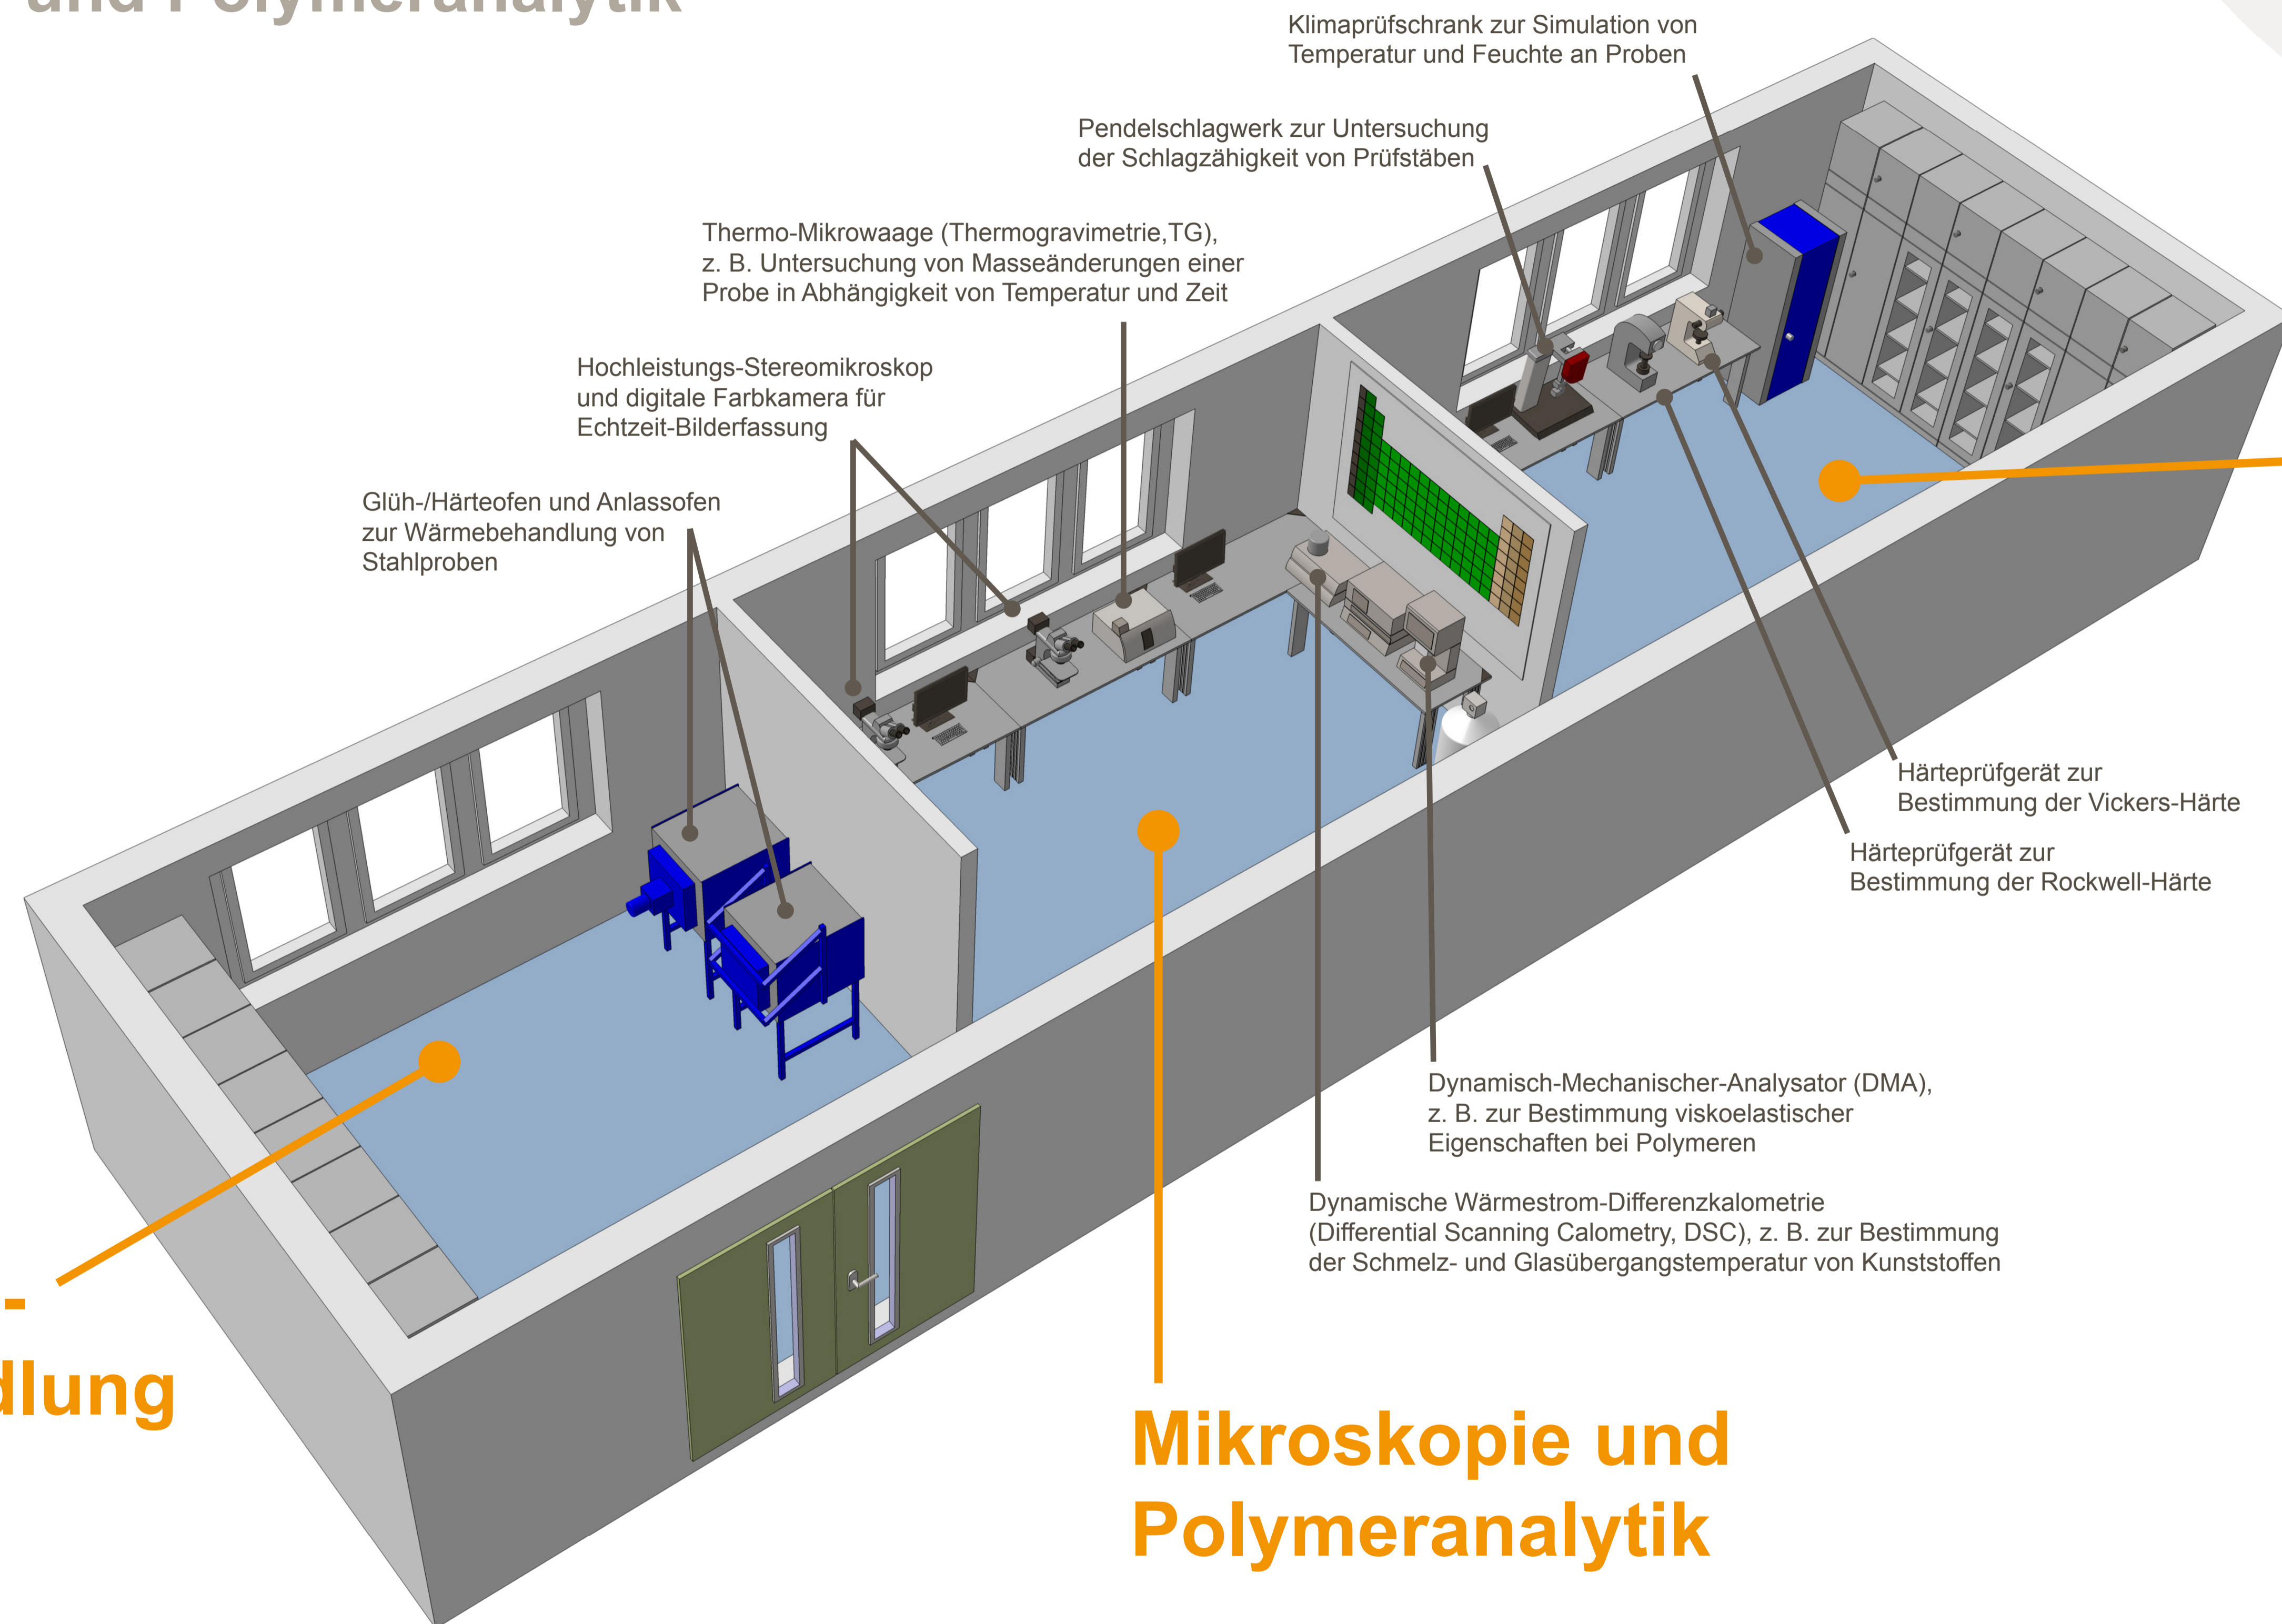 und Polymeranalytik
Klimaprüfschrank zur Simulation von
Temperatur und Feuchte an Proben
Pendelschlagwerk zur Untersuchung
der Schlagzähigkeit von Prüfstäben
Thermo-Mikrowaage (Thermogravimetrie,TG),
z. B. Untersuchung von Masseänderungen einer
Probe in Abhängigkeit von Temperatur und Zeit
Hochleistungs-Stereomikroskop
und digitale Farbkamera für
Echtzeit-Bilderfassung
Glüh-/Härteofen und Anlassofen
zur Wärmebehandlung von
Stahlproben
Härteprüfgerät zur
Bestimmung der Vickers-Härte
Härteprüfgerät zur
Bestimmung der Rockwell-Härte
Dynamisch-Mechanischer-Analysator (DMA),
z. B. zur Bestimmung viskoelastischer
Eigenschaften bei Polymeren
Dynamische Wärmestrom-Differenzkalometrie
(Differential Scanning Calometry, DSC), z. B. zur Bestimmung
der Schmelz- und Glasübergangstemperatur von Kunststoffen
-
dlung
Mikroskopie und
Polymeranalytik